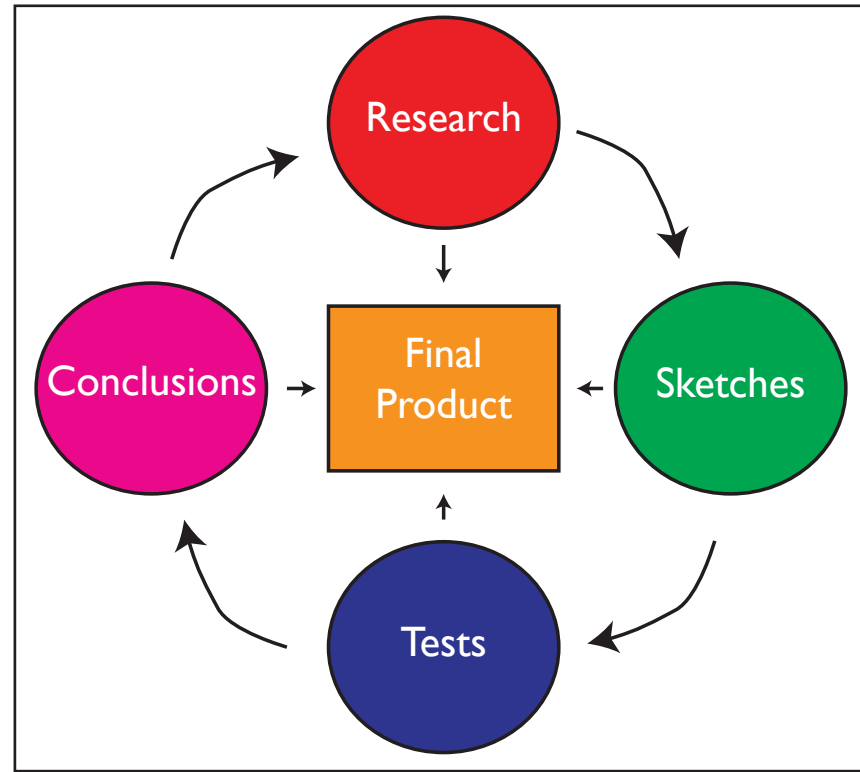 Research
Conclusions
Final
Product
Sketches
Tests